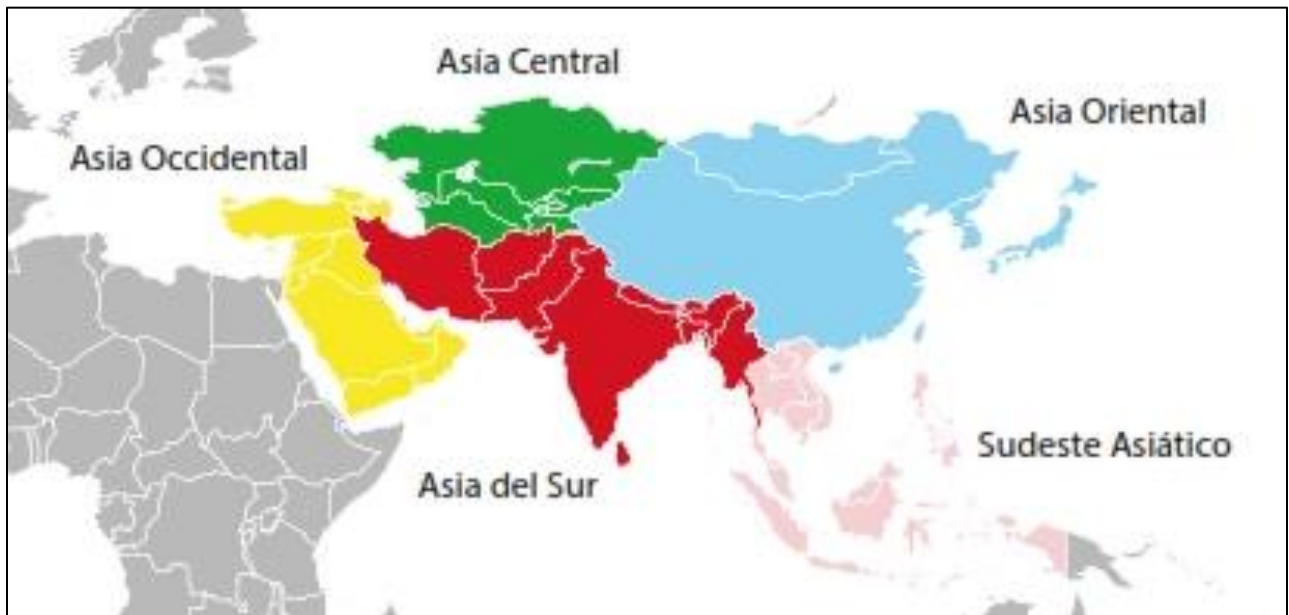 Asia Central
Asia Oriental
Asia Occidental
Sudeste Asiático
Asia del Sur